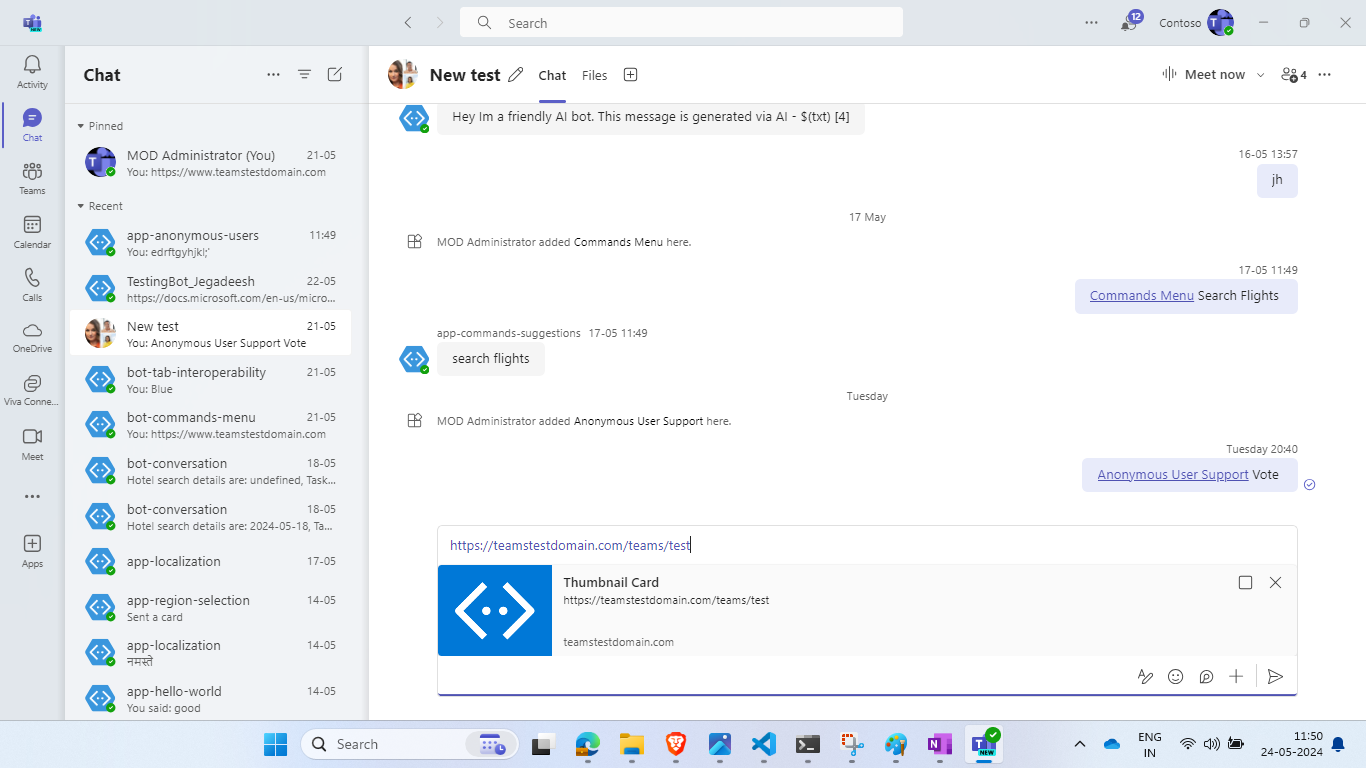 NEW
Search
12
Contoso
Activity
Chat
Teams
Calendar
Calls
OneDrive
Viva Conne...
Meet
Apps
Chat
Pinned
MOD Administrator (You) 21-05
You: https://www.teamstestdomain.com
Recent
app-anonymous-users 11:49
You: edrftgyhjkl;'
TestingBot_Jegadeesh 22-05
https://docs.microsoft.com/en-us/micro...
New test 21-05
You: Anonymous User Support Vote
bot-tab-interoperability 21-05
You: Blue
bot-commands-menu 21-05
You: https://www.teamstestdomain.com
bot-conversation 18-05
Hotel search details are: undefined, Task...
bot-conversation 18-05
Hotel search details are: 2024-05-18, Ta...
app-localization 17-05
app-region-selection 14-05
Sent a card
app-localization 14-05
नमस्ते
app-hello-world 14-05
You said: good
New test Chat Files
Meet now 4
Hey Im a friendly AI bot. This message is generated via AI - $(txt) [4]
16-05 13:57
jh
17 May
MOD Administrator added Commands Menu here.
17-05 11:49
Commands Menu Search Flights
app-commands-suggestions 17-05 11:49
search flights
Tuesday
MOD Administrator added Anonymous User Support here.
Tuesday 20:40
Anonymous User Support Vote
https://teamstestdomain.com/teams/test
Thumbnail Card
https://teamstestdomain.com/teams/test
teamstestdomain.com
Search
NEW
ENG
IN
11:50
24-05-2024